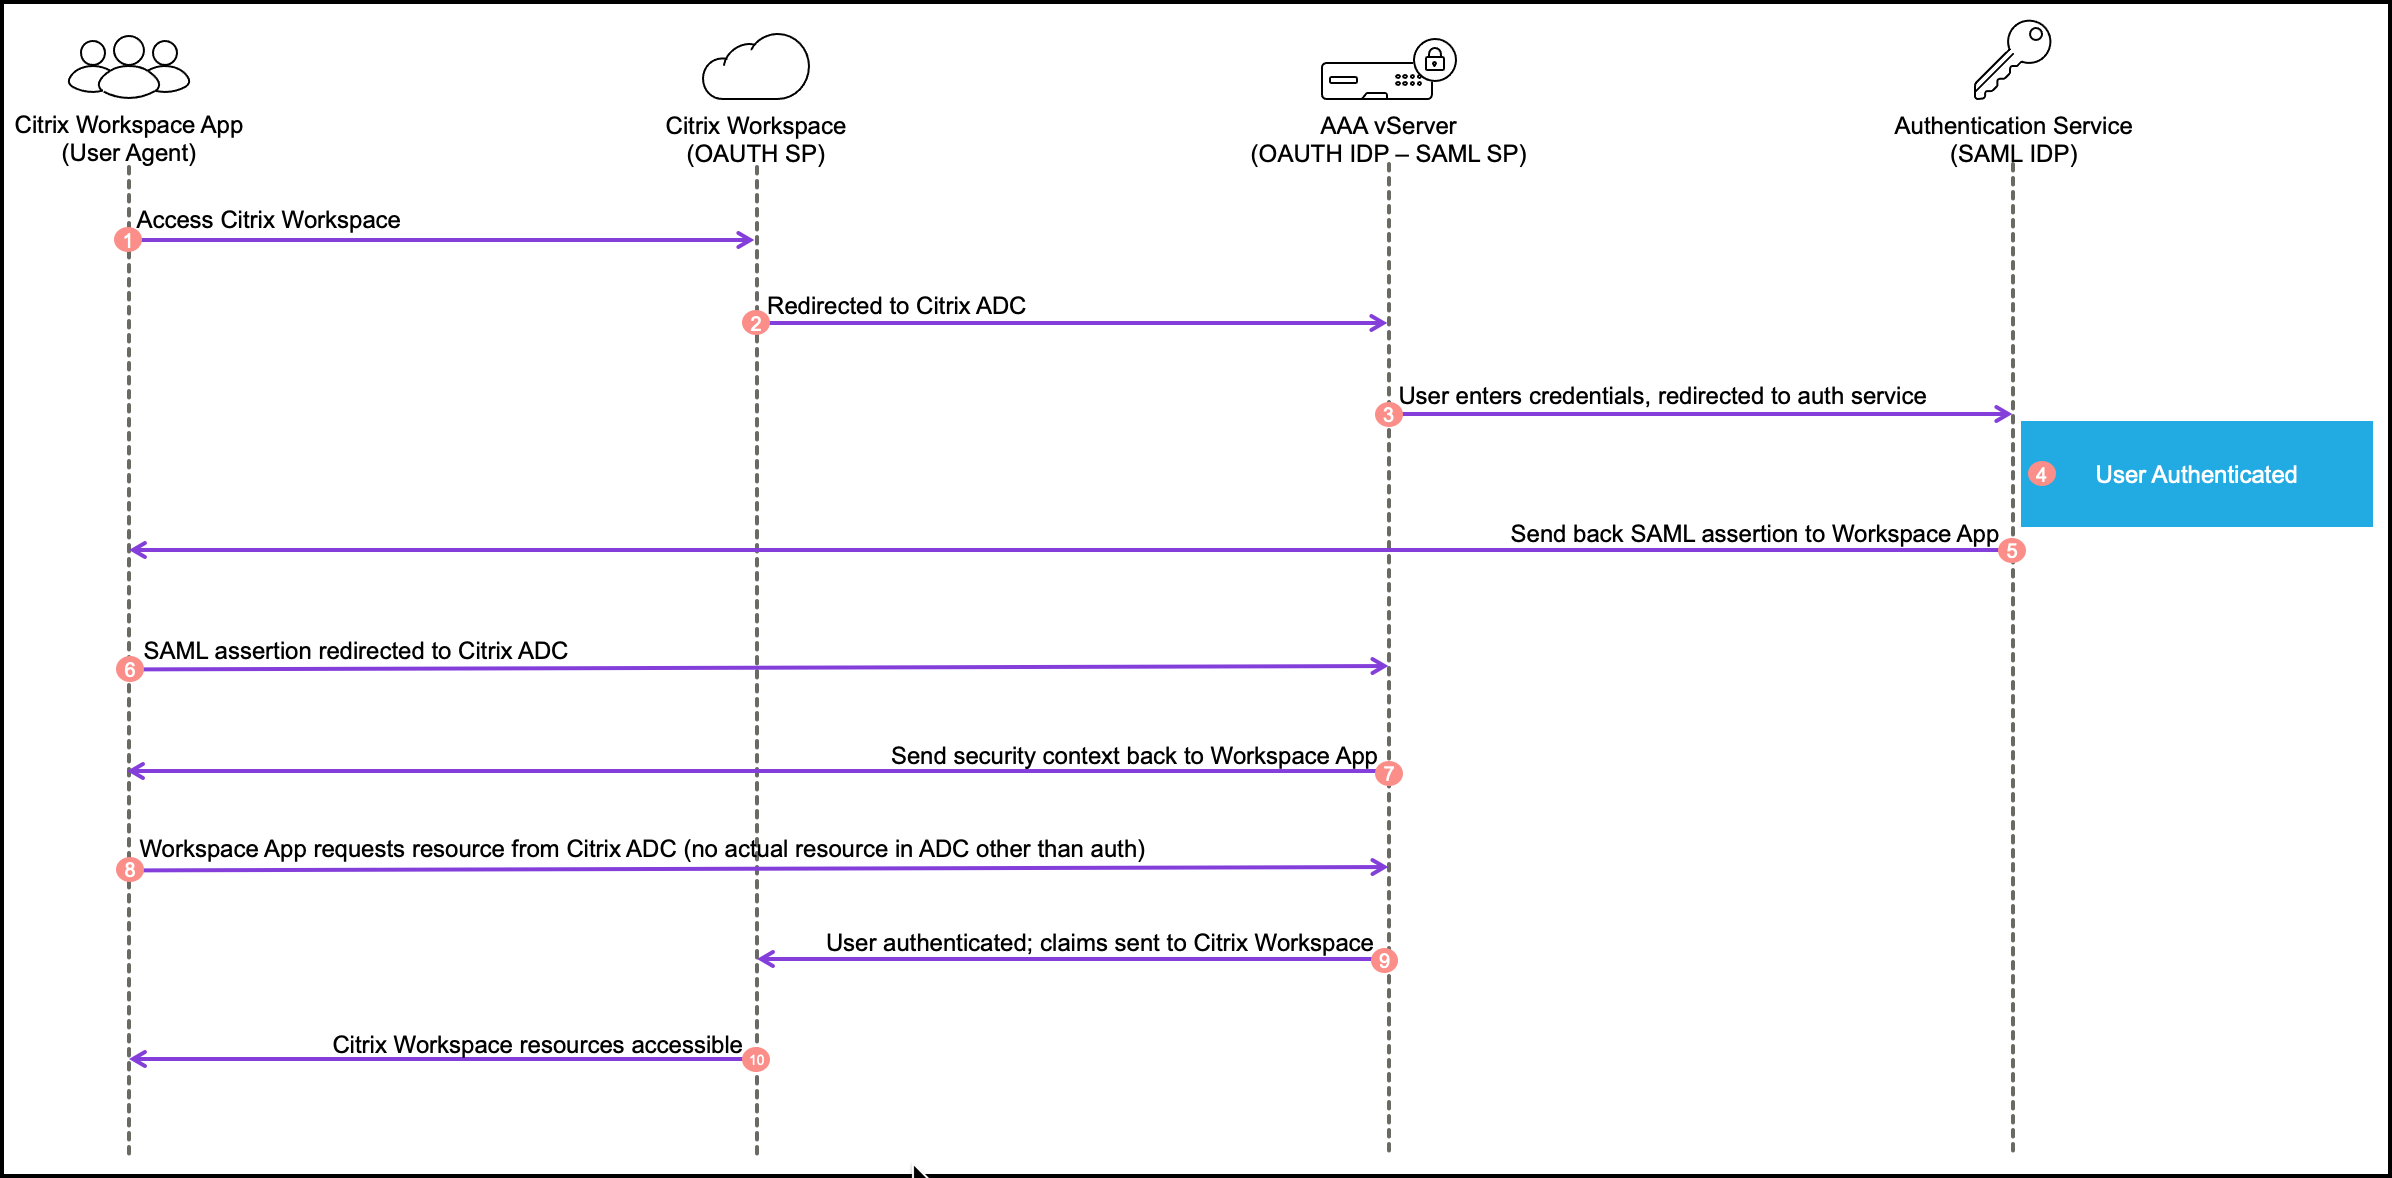 Citrix Workspace App
(User Agent)
Citrix Workspace
(OAUTH SP)
AAA vServer
(OAUTH IDP – SAML SP)
Authentication Service
(SAML IDP)
Access Citrix Workspace
1
Redirected to Citrix ADC
2
User enters credentials, redirected to auth service
3
4 User Authenticated
Send back SAML assertion to Workspace App
5
SAML assertion redirected to Citrix ADC
6
Send security context back to Workspace App
7
Workspace App requests resource from Citrix ADC (no actual resource in ADC other than auth)
8
User authenticated; claims sent to Citrix Workspace
9
Citrix Workspace resources accessible
10